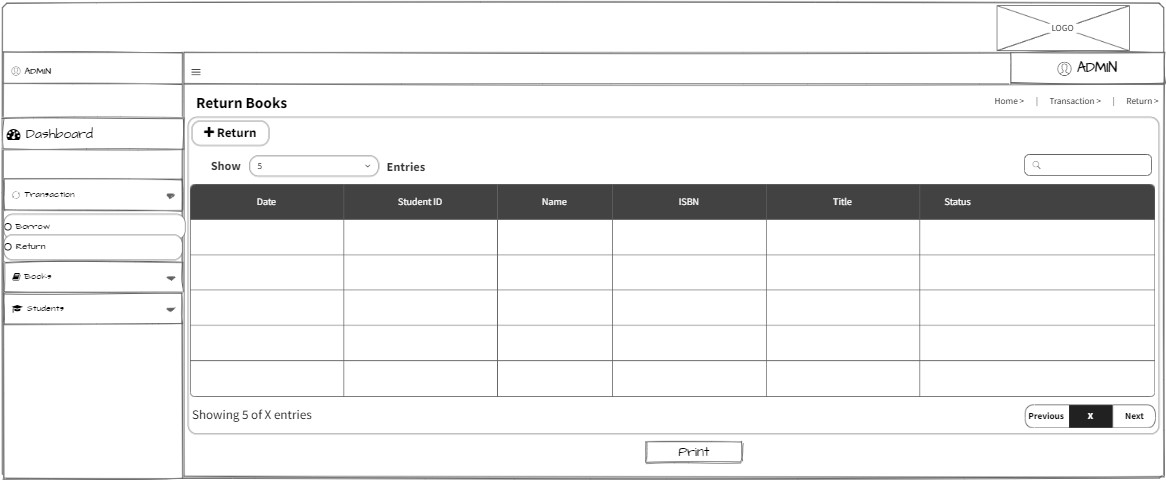 LOGO
ADMIN
ADMIN
Return Books
Home > | Transaction > | Return >
Dashboard
+ Return
Show 5 Entries
Transaction
Borrow
Return
Books
Students
Date Student ID Name ISBN Title Status
Showing 5 of X entries
Previous X Next
Print